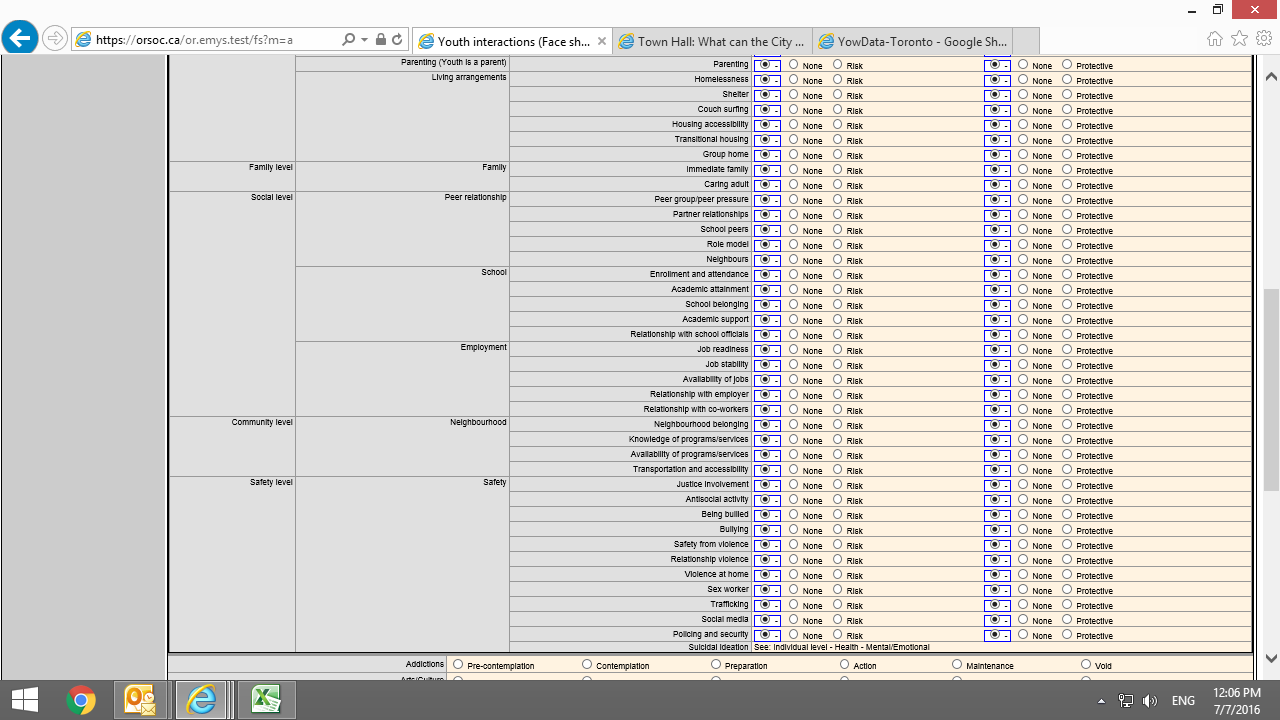 https://orsoc.ca/or.emys.test/fs?m=a
Youth interactions (Face sh...
Town Hall: Where in the City ...
YowData-Toronto - Google Sh...
Parenting (Youth is a parent) Parenting - None Risk - None Protective
Living arrangements Homelessness - None Risk - None Protective
Shelter - None Risk - None Protective
Couch surfing - None Risk - None Protective
Housing accessibility - None Risk - None Protective
Transitional housing - None Risk - None Protective
Group home - None Risk - None Protective
Family level Family Immediate family - None Risk - None Protective
Caring adult - None Risk - None Protective
Social level Peer relationship Peer group/peer pressure - None Risk - None Protective
Partner relationships - None Risk - None Protective
School peers - None Risk - None Protective
Role model - None Risk - None Protective
Neighbours - None Risk - None Protective
School Enrollment and attendance - None Risk - None Protective
Academic attainment - None Risk - None Protective
School belonging - None Risk - None Protective
Academic support - None Risk - None Protective
Relationship with school officials - None Risk - None Protective
Employment Job readiness - None Risk - None Protective
Job stability - None Risk - None Protective
Availability of jobs - None Risk - None Protective
Relationship with employer - None Risk - None Protective
Relationship with co-workers - None Risk - None Protective
Community level Neighbourhood Neighbourhood belonging - None Risk - None Protective
Knowledge of programs/services - None Risk - None Protective
Availability of programs/services - None Risk - None Protective
Transportation and accessibility - None Risk - None Protective
Safety level Safety Justice involvement - None Risk - None Protective
Antisocial activity - None Risk - None Protective
Being bullied - None Risk - None Protective
Bullying - None Risk - None Protective
Safety from violence - None Risk - None Protective
Relationship violence - None Risk - None Protective
Violence at home - None Risk - None Protective
Sex worker - None Risk - None Protective
Trafficking - None Risk - None Protective
Social media - None Risk - None Protective
Policing and security - None Risk - None Protective
Suicidal ideation See: Individual level - Health - Mental/Emotional
Addictions Pre-contemplation Contemplation Preparation Action Maintenance Void
ENG
12:06 PM
7/7/2016